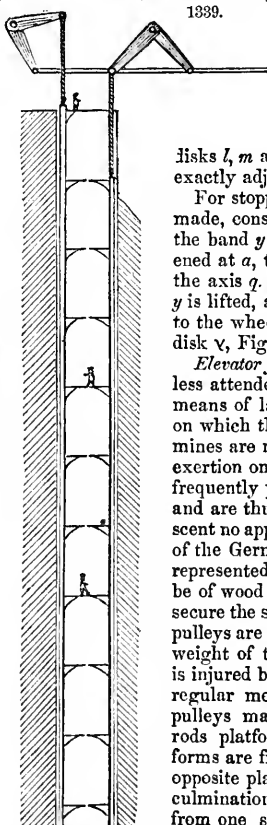 1339.
disks l, m a
exactly adj
For stopp
made, cons
the band y
ened at a, t
the axis q.
y is lifted, a
to the whee
disk v, Fig
Elevator
less attende
means of la
on which th
mines are r
exertion on
frequently
and are thu
scent no app
of the Germ
represented
be of wood
secure the s
pulleys are
weight of t
is injured b
regular me
pulleys ma
rods platfo
forms are fi
opposite pla
culmination
from one s